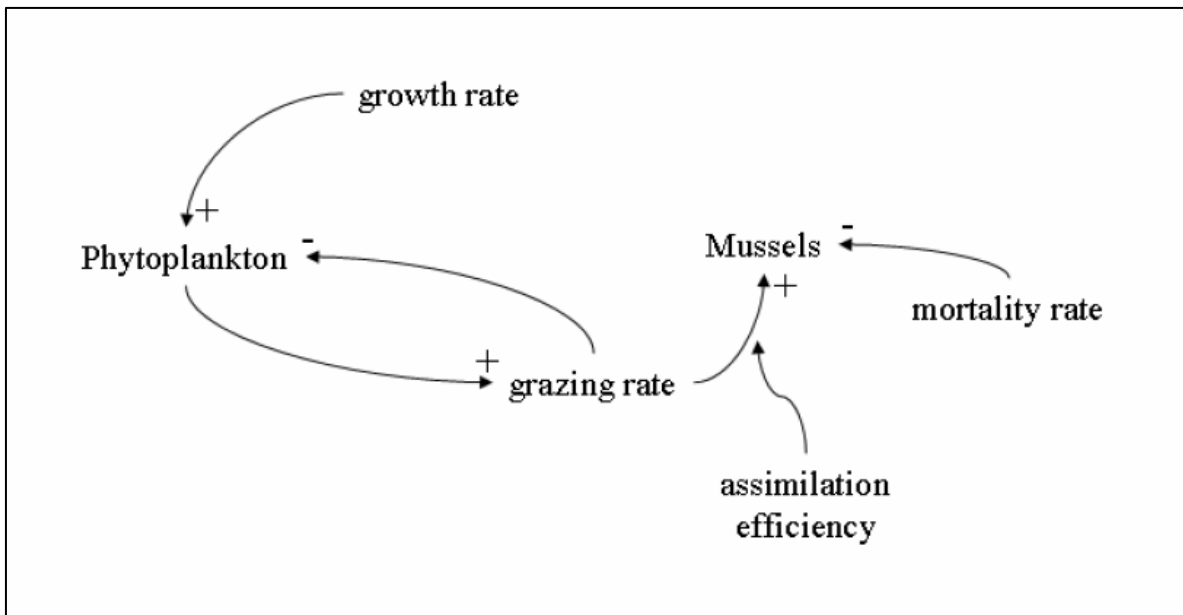 growth rate
+
Phytoplankton
-
Mussels
-
+
mortality rate
+
grazing rate
assimilation
efficiency